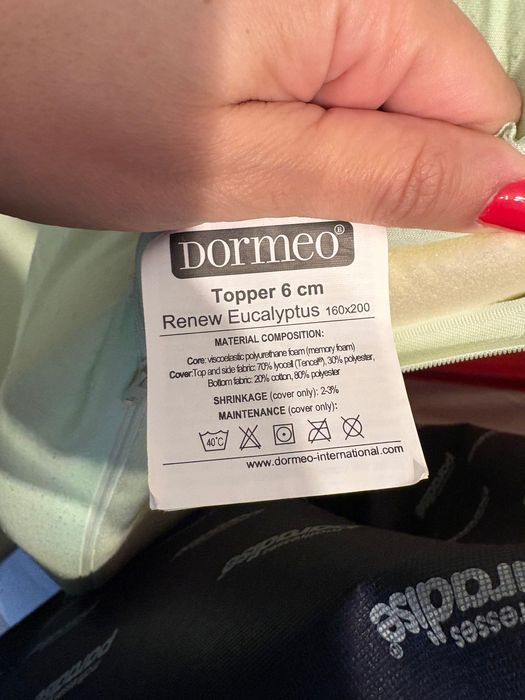 DORMEO®
Topper 6 cm
Renew Eucalyptus 160x200
MATERIAL COMPOSITION:
Core: viscoelastic polyurethane foam (memory foam)
Cover:Top and side fabric: 70% lyocell (Tencel®), 30% polyester,
Bottom fabric: 20% cotton, 80% polyester
SHRINKAGE (cover only): 2-3%
MAINTENANCE (cover only):
40°C
www.dormeo-international.com